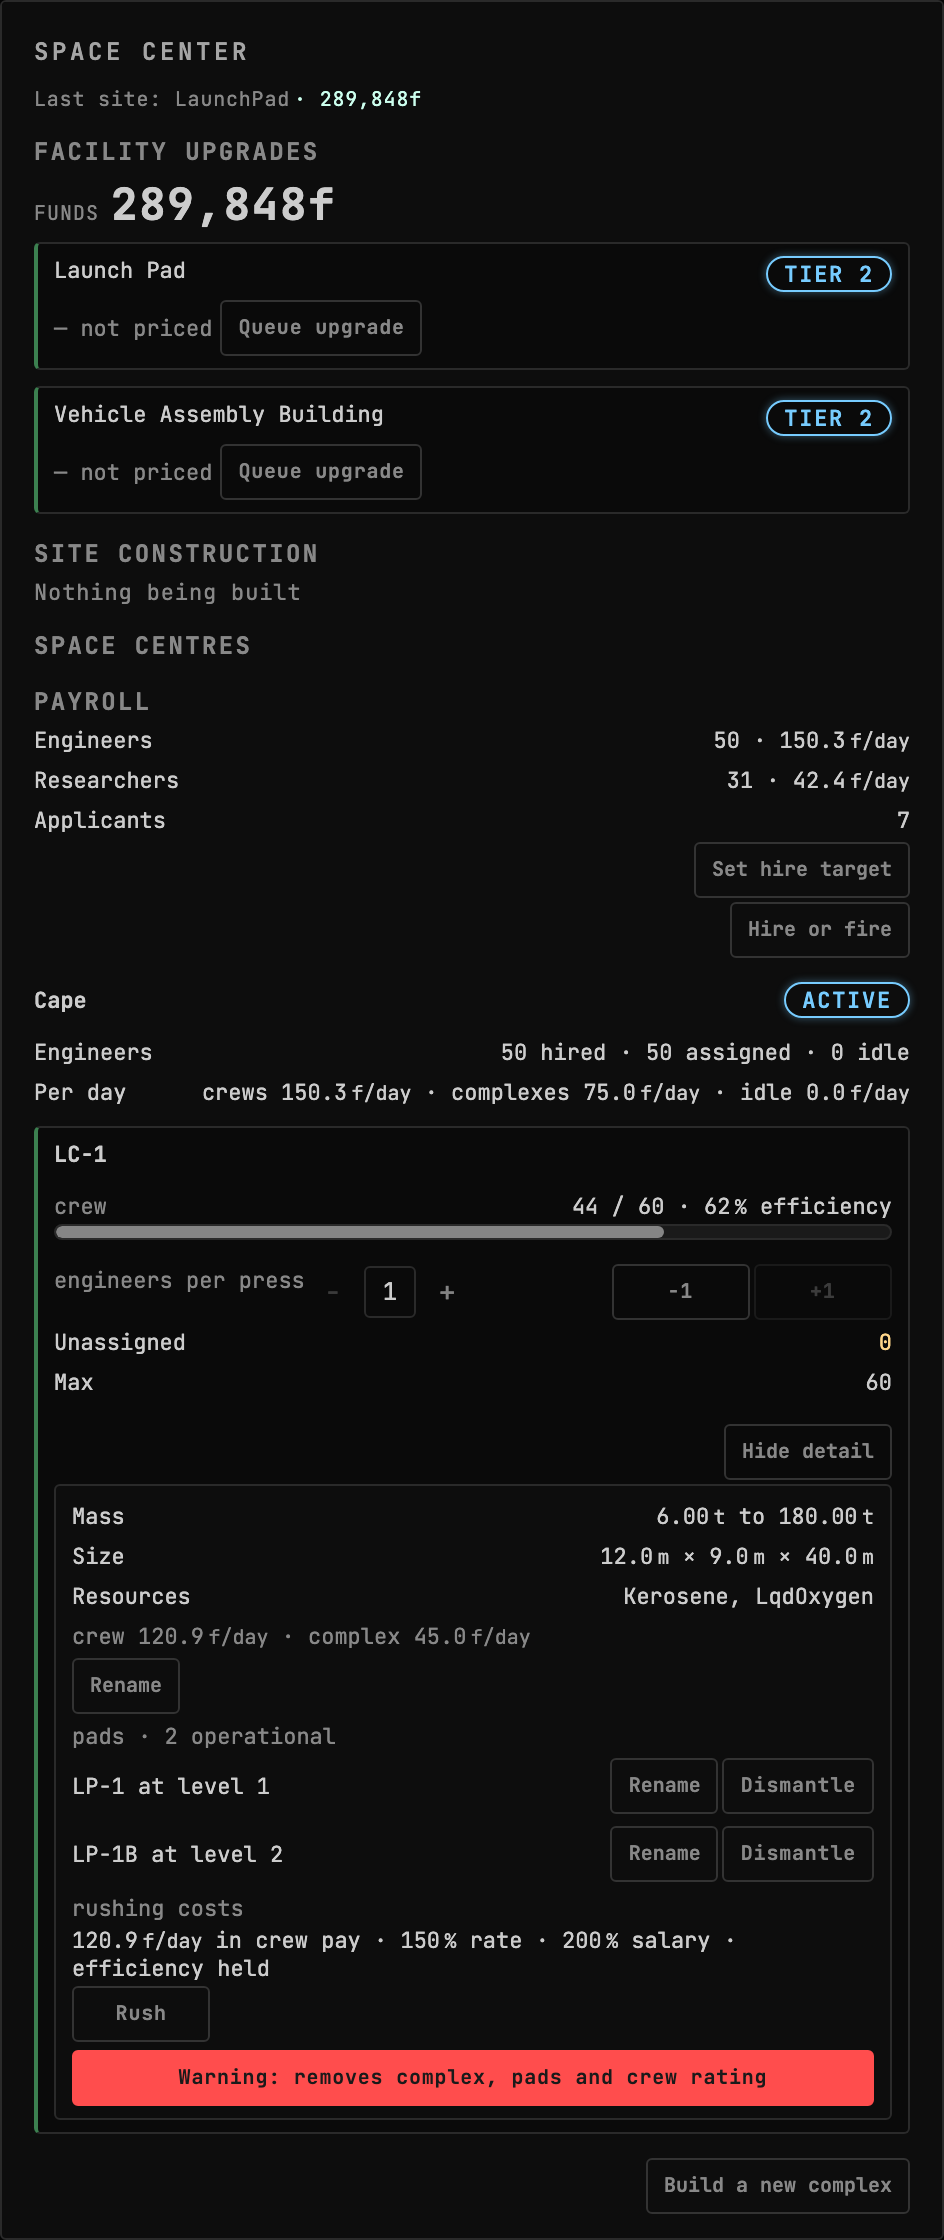 SPACE CENTER
Last site: LaunchPad · 289,848f
FACILITY UPGRADES
FUNDS 289,848f
Launch Pad TIER 2
— not priced Queue upgrade
Vehicle Assembly Building TIER 2
— not priced Queue upgrade
SITE CONSTRUCTION
Nothing being built
SPACE CENTRES
PAYROLL
Engineers 50 · 150.3 f/day
Researchers 31 · 42.4 f/day
Applicants 7
Set hire target
Hire or fire
Cape ACTIVE
Engineers 50 hired · 50 assigned · 0 idle
Per day crews 150.3 f/day · complexes 75.0 f/day · idle 0.0 f/day
LC-1
crew 44 / 60 · 62% efficiency
engineers per press - 1 + -1 +1
Unassigned 0
Max 60
Hide detail
Mass 6.00 t to 180.00 t
Size 12.0 m × 9.0 m × 40.0 m
Resources Kerosene, LqdOxygen
crew 120.9 f/day · complex 45.0 f/day
Rename
pads · 2 operational
LP-1 at level 1 Rename Dismantle
LP-1B at level 2 Rename Dismantle
rushing costs
120.9 f/day in crew pay · 150% rate · 200% salary ·
efficiency held
Rush
Warning: removes complex, pads and crew rating
Build a new complex